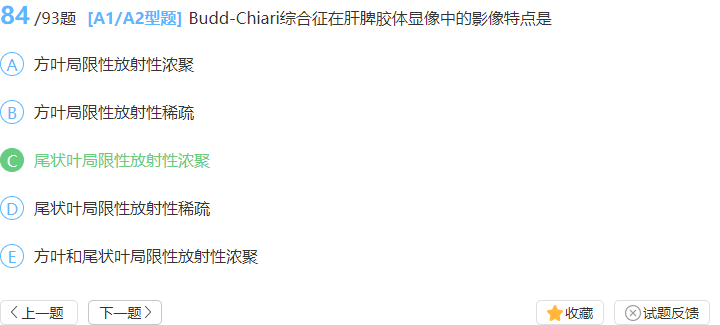 84 /93题 [A1/A2型题] Budd-Chiari综合征在肝脾胶体显像中的影像特点是
A 方叶局限性放射性浓聚
B 方叶局限性放射性稀疏
C 尾状叶局限性放射性浓聚
D 尾状叶局限性放射性稀疏
E 方叶和尾状叶局限性放射性浓聚
上一题 下一题 收藏 试题反馈